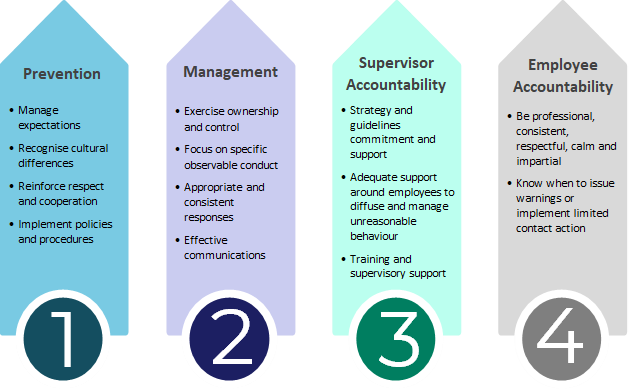 Prevention
• Manage
expectations
• Recognise cultural
differences
• Reinforce respect
and cooperation
• Implement policies
and procedures
1
Management
• Exercise ownership
and control
• Focus on specific
observable conduct
• Appropriate and
consistent
responses
• Effective
communications
2
Supervisor
Accountability
• Strategy and
guidelines
commitment and
support
• Adequate support
around employees to
diffuse and manage
unreasonable
behaviour
• Training and
supervisory support
3
Employee
Accountability
• Be professional,
consistent,
respectful, calm and
impartial
• Know when to issue
warnings or
implement limited
contact action
4